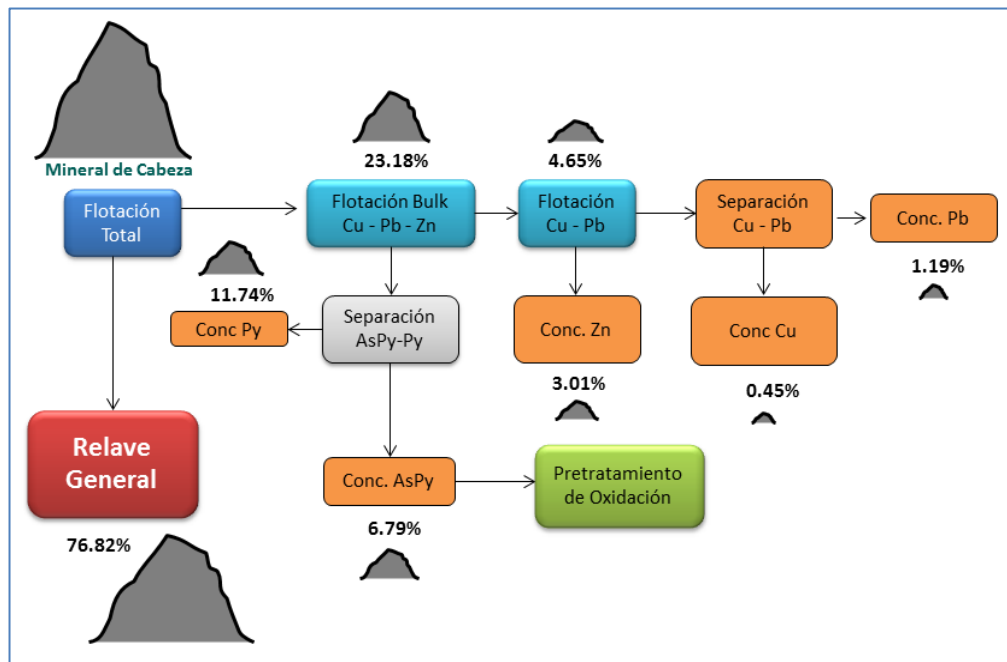 Mineral de Cabeza
Flotación
Total
23.18%
Flotación Bulk
Cu - Pb - Zn
4.65%
Flotación
Cu - Pb
Separación
Cu - Pb
Conc. Pb
1.19%
11.74%
Conc Py
Separación
AsPy-Py
Conc. Zn
3.01%
Conc Cu
0.45%
Relave
General
76.82%
Conc. AsPy
6.79%
Pretratamiento
de Oxidación